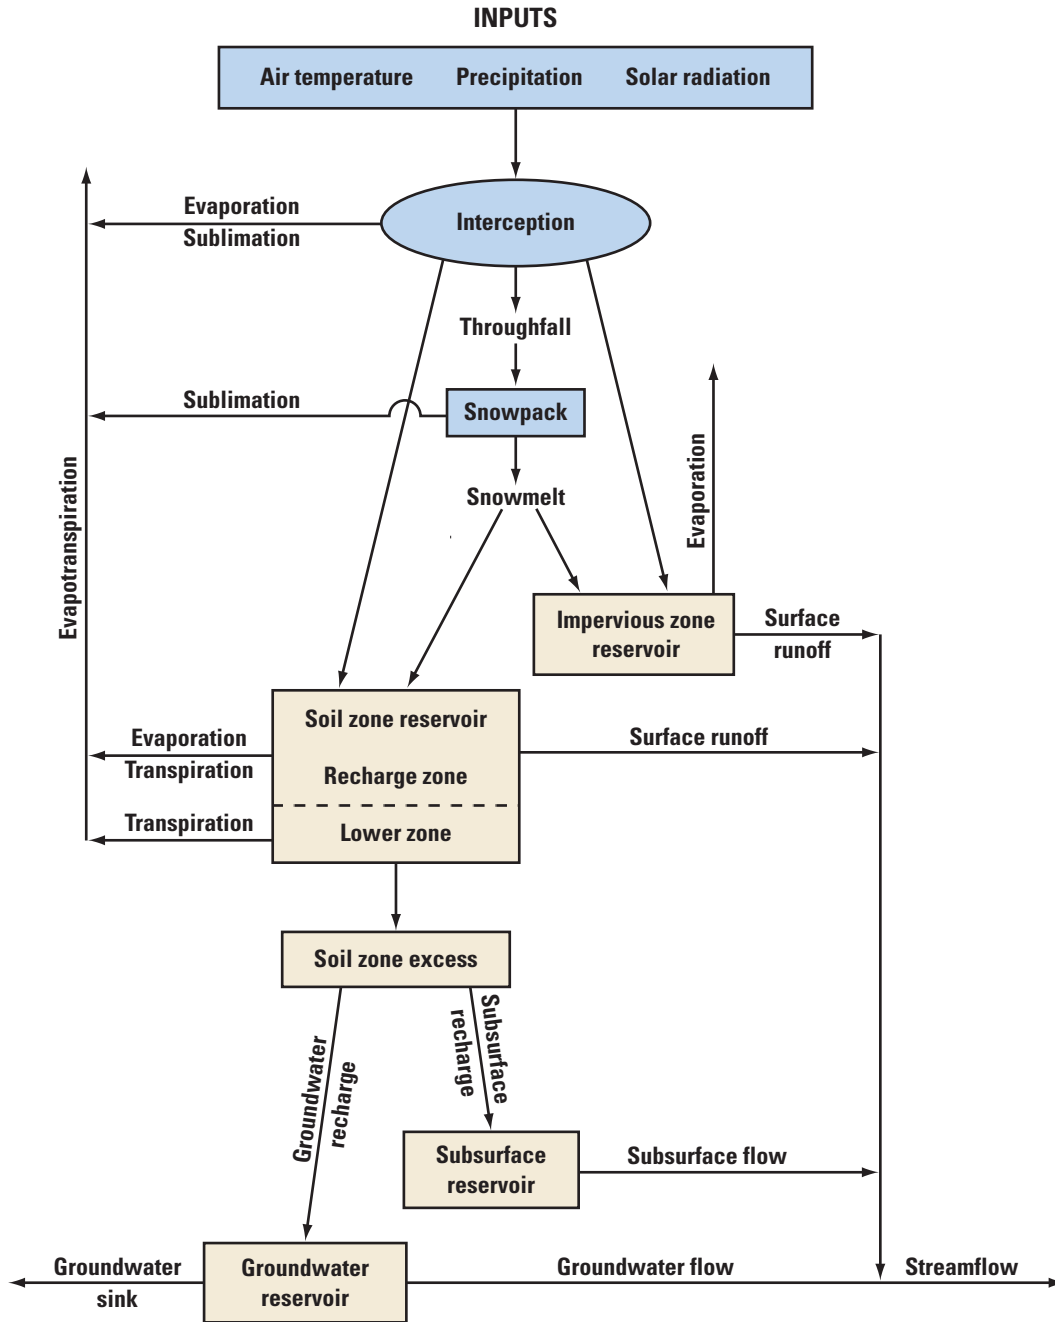 INPUTS
Air temperature Precipitation Solar radiation
Interception
Evaporation
Sublimation
Throughfall
Sublimation
Snowpack
Snowmelt
Evaporation
Evapotranspiration
Impervious zone
reservoir
Surface
runoff
Soil zone reservoir
Recharge zone
Lower zone
Evaporation
Transpiration
Transpiration
Surface runoff
Soil zone excess
Groundwater
recharge
Subsurface
recharge
Subsurface
reservoir
Subsurface flow
Groundwater
sink
Groundwater
reservoir
Groundwater flow
Streamflow